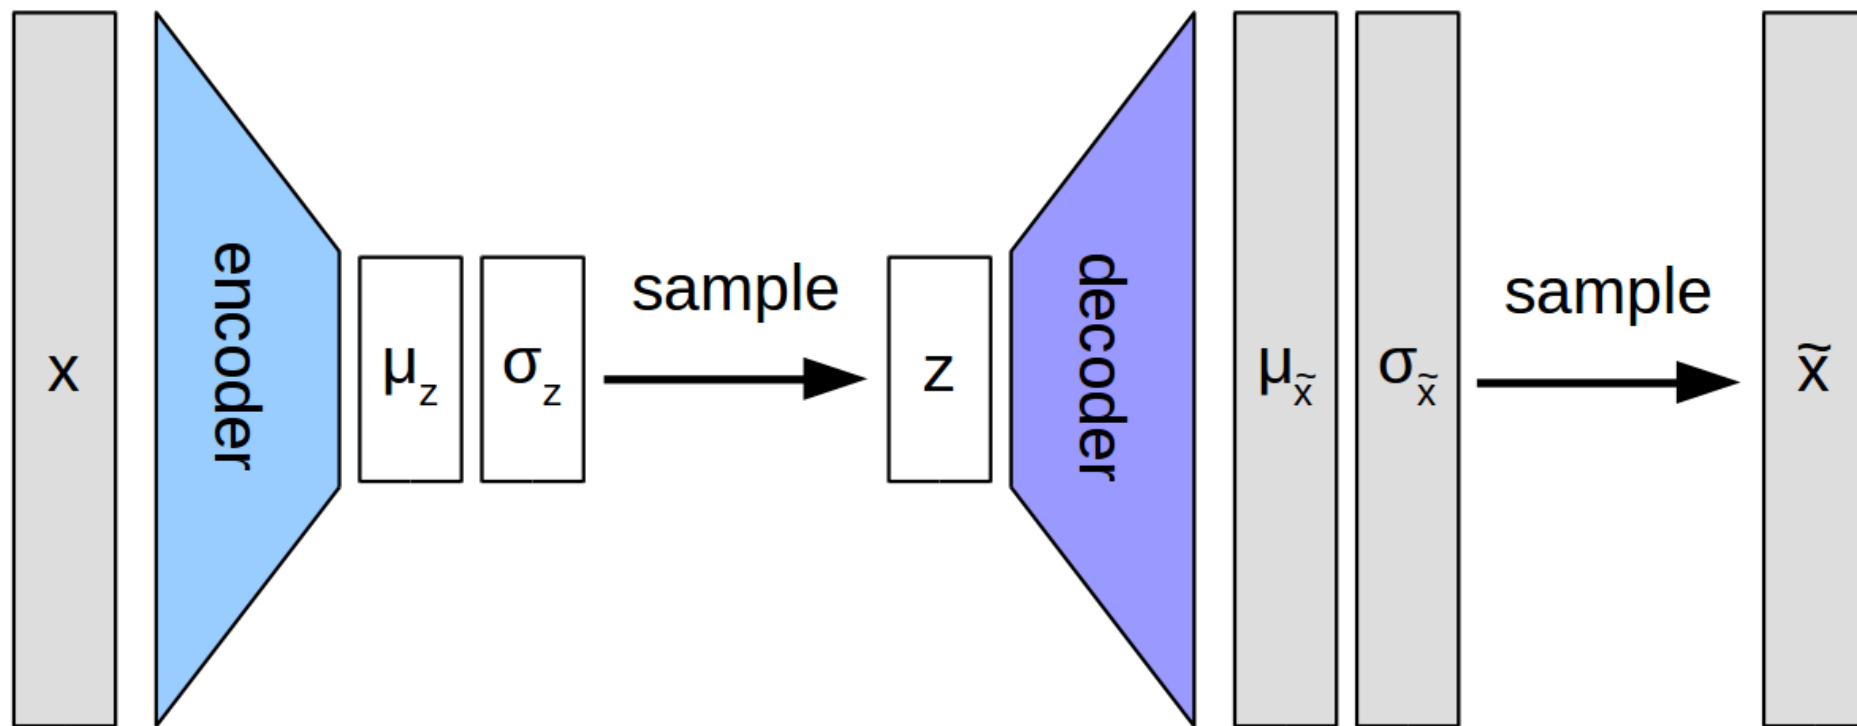 x
encoder
μz
σz
sample
z
decoder
μx̃
σx̃
sample
x̃